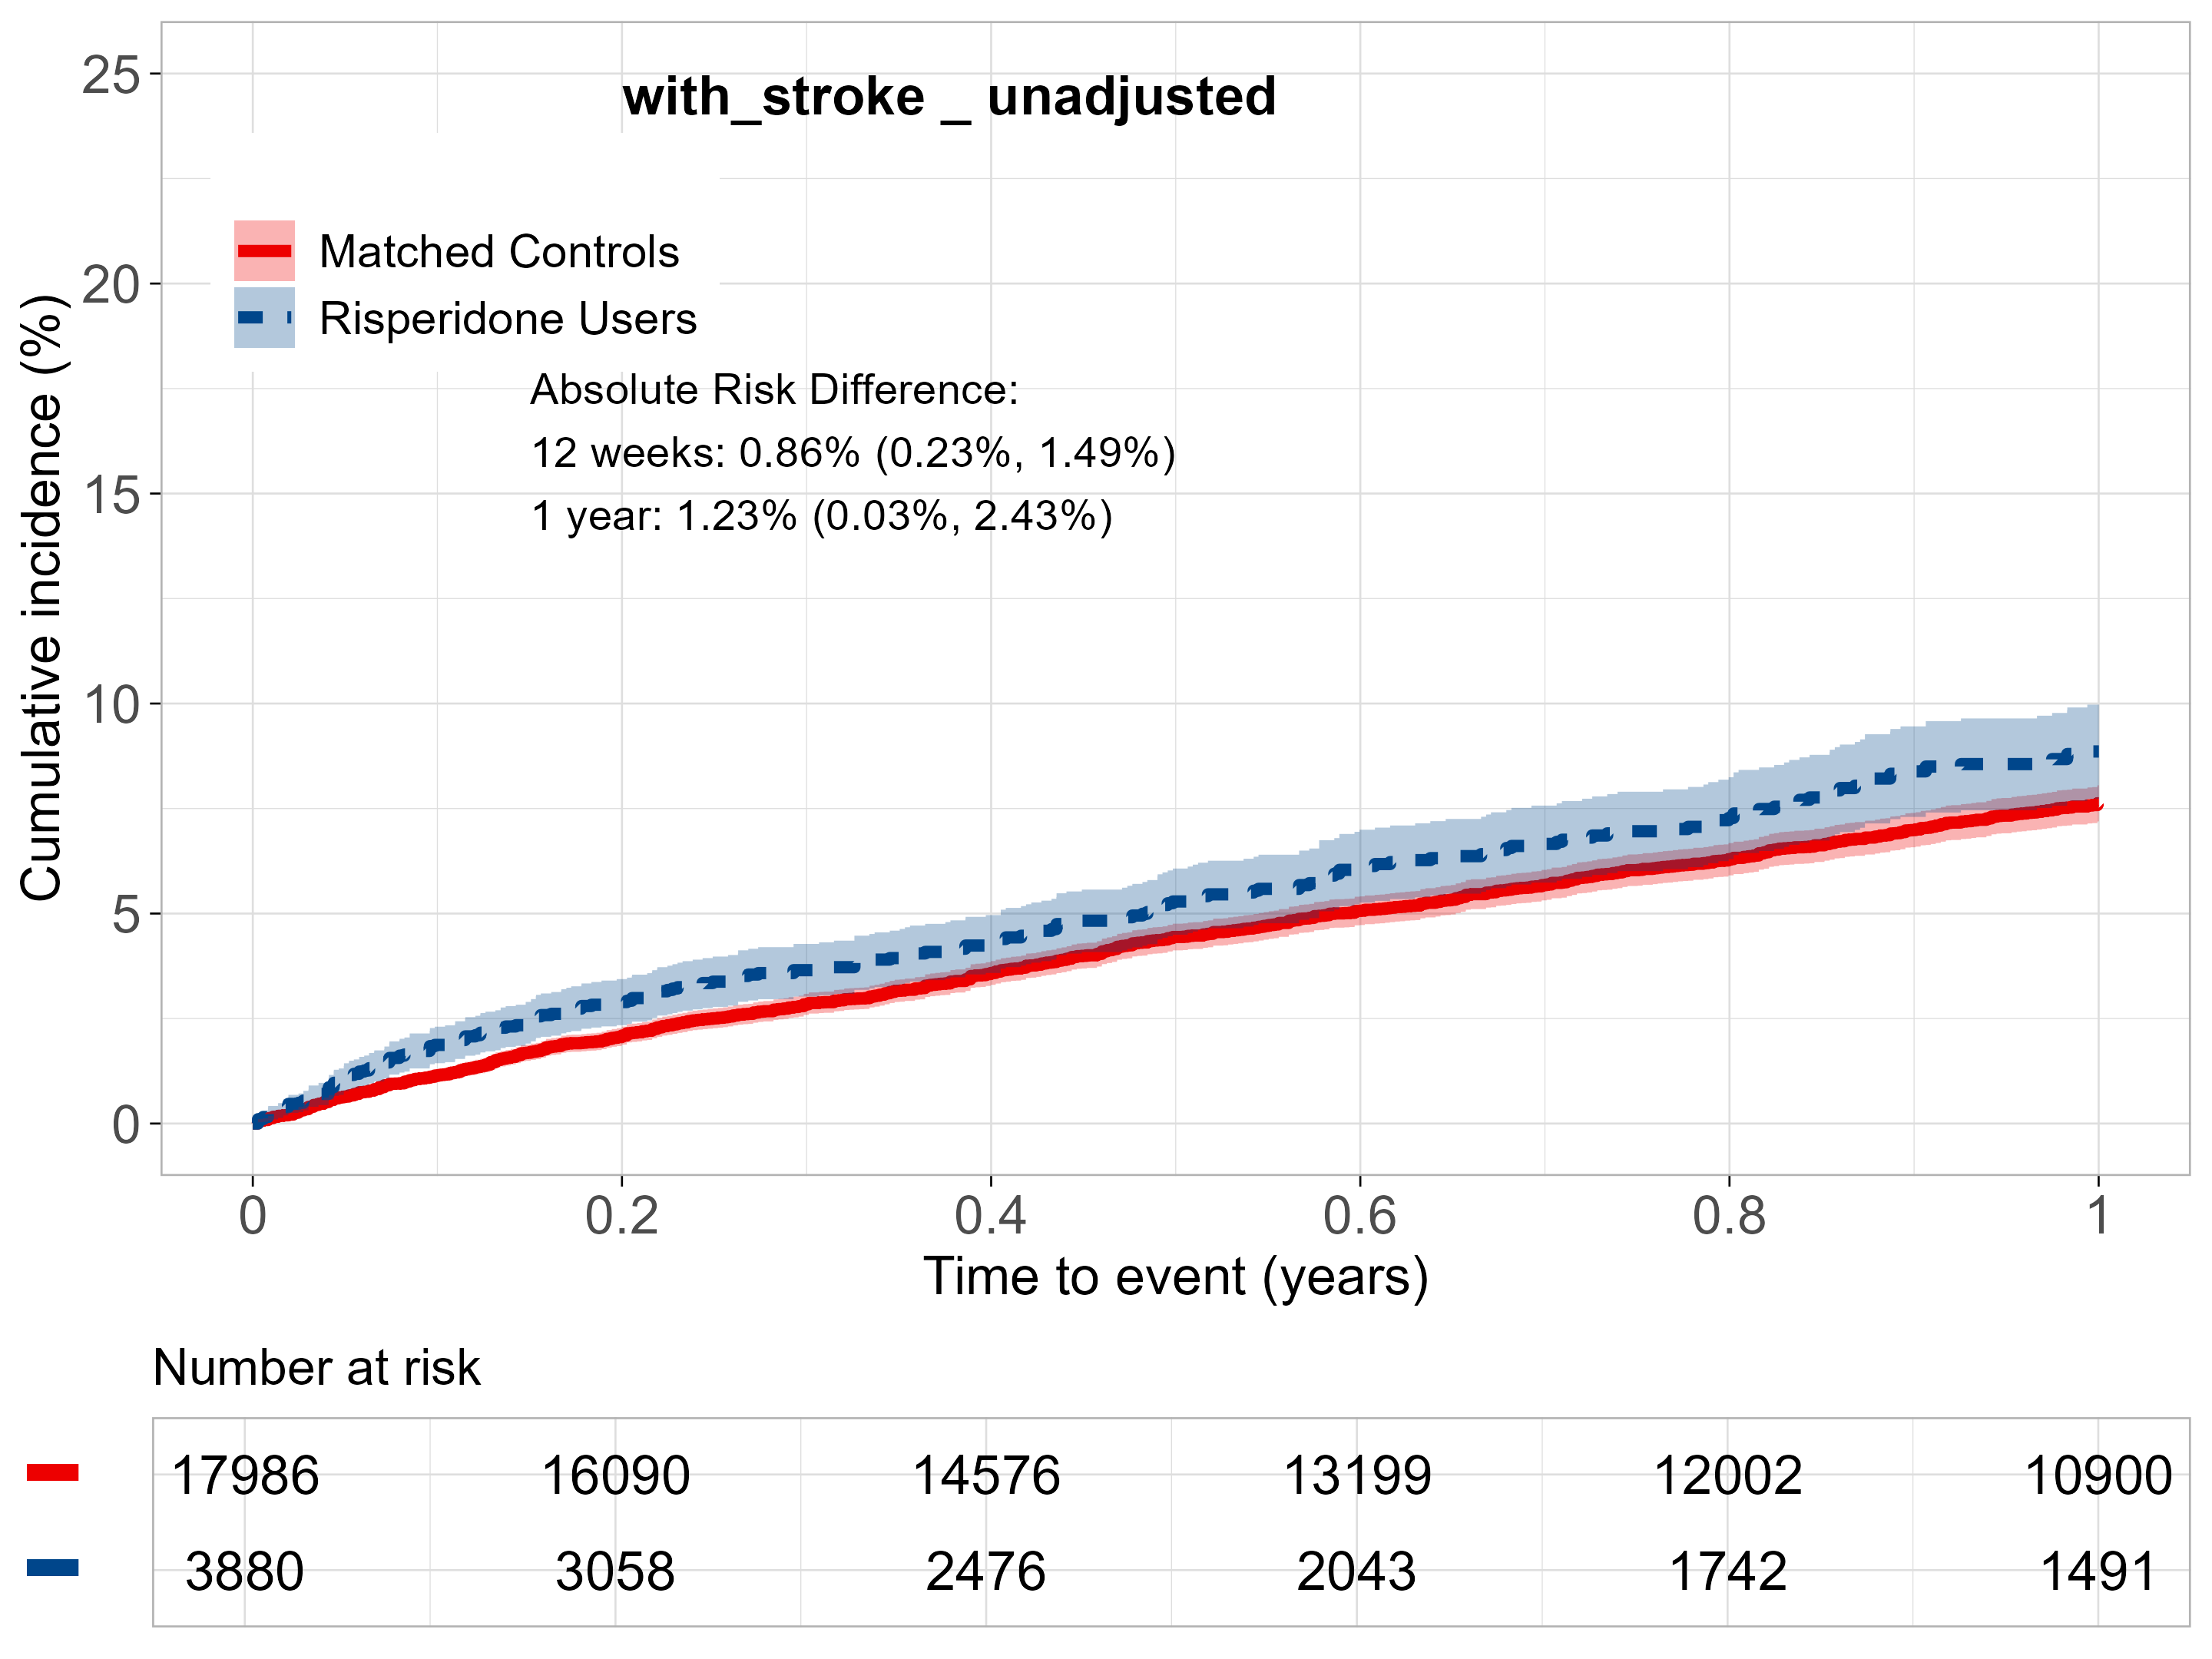 with_stroke _ unadjusted
Matched Controls
Risperidone Users
Absolute Risk Difference:
12 weeks: 0.86% (0.23%, 1.49%)
1 year: 1.23% (0.03%, 2.43%)
Cumulative incidence (%)
25
20
15
10
5
0
0 0.2 0.4 0.6 0.8 1
Time to event (years)
Number at risk
17986 16090 14576 13199 12002 10900
3880 3058 2476 2043 1742 1491